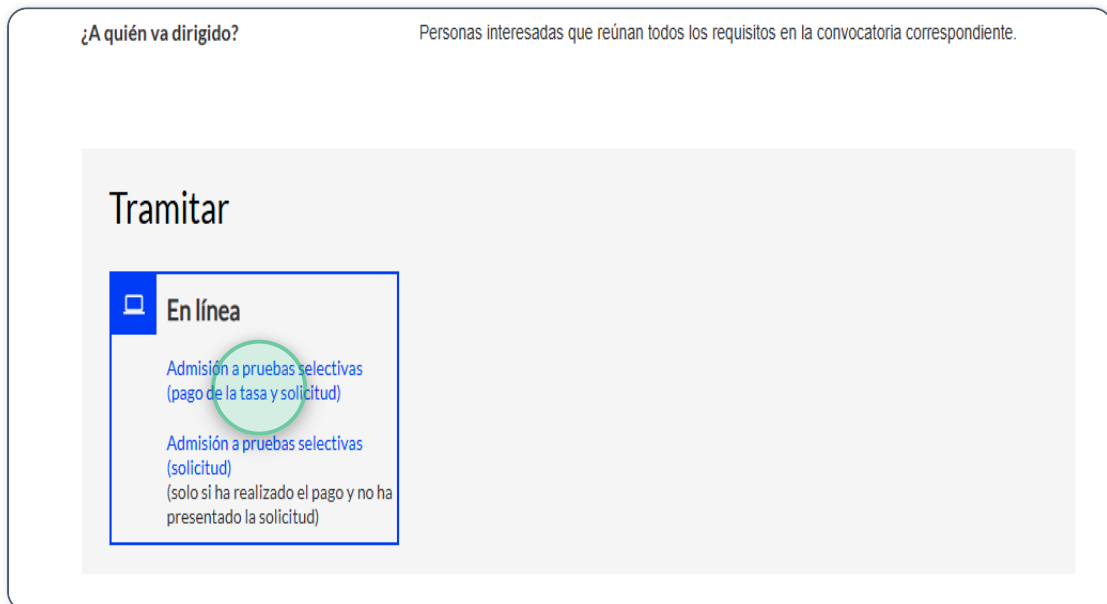 ¿A quién va dirigido?
Personas interesadas que reúnan todos los requisitos en la convocatoria correspondiente.
Tramitar
En línea
Admisión a pruebas selectivas
(pago de la tasa y solicitud)
Admisión a pruebas selectivas
(solicitud)
(solo si ha realizado el pago y no ha
presentado la solicitud)